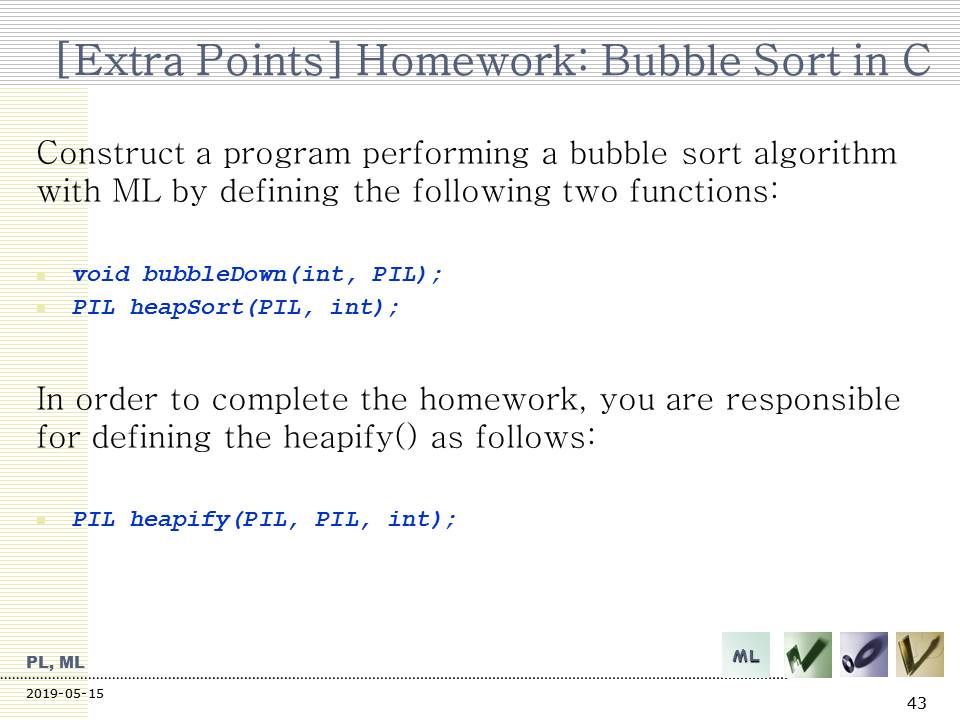 [Extra Points] Homework: Bubble Sort in C
Construct a program performing a bubble sort algorithm
with ML by defining the following two functions:
void bubbleDown(int, PIL);
PIL heapSort(PIL, int);
In order to complete the homework, you are responsible
for defining the heapify() as follows:
PIL heapify(PIL, PIL, int);
PL, ML
ML
2019-05-15
43